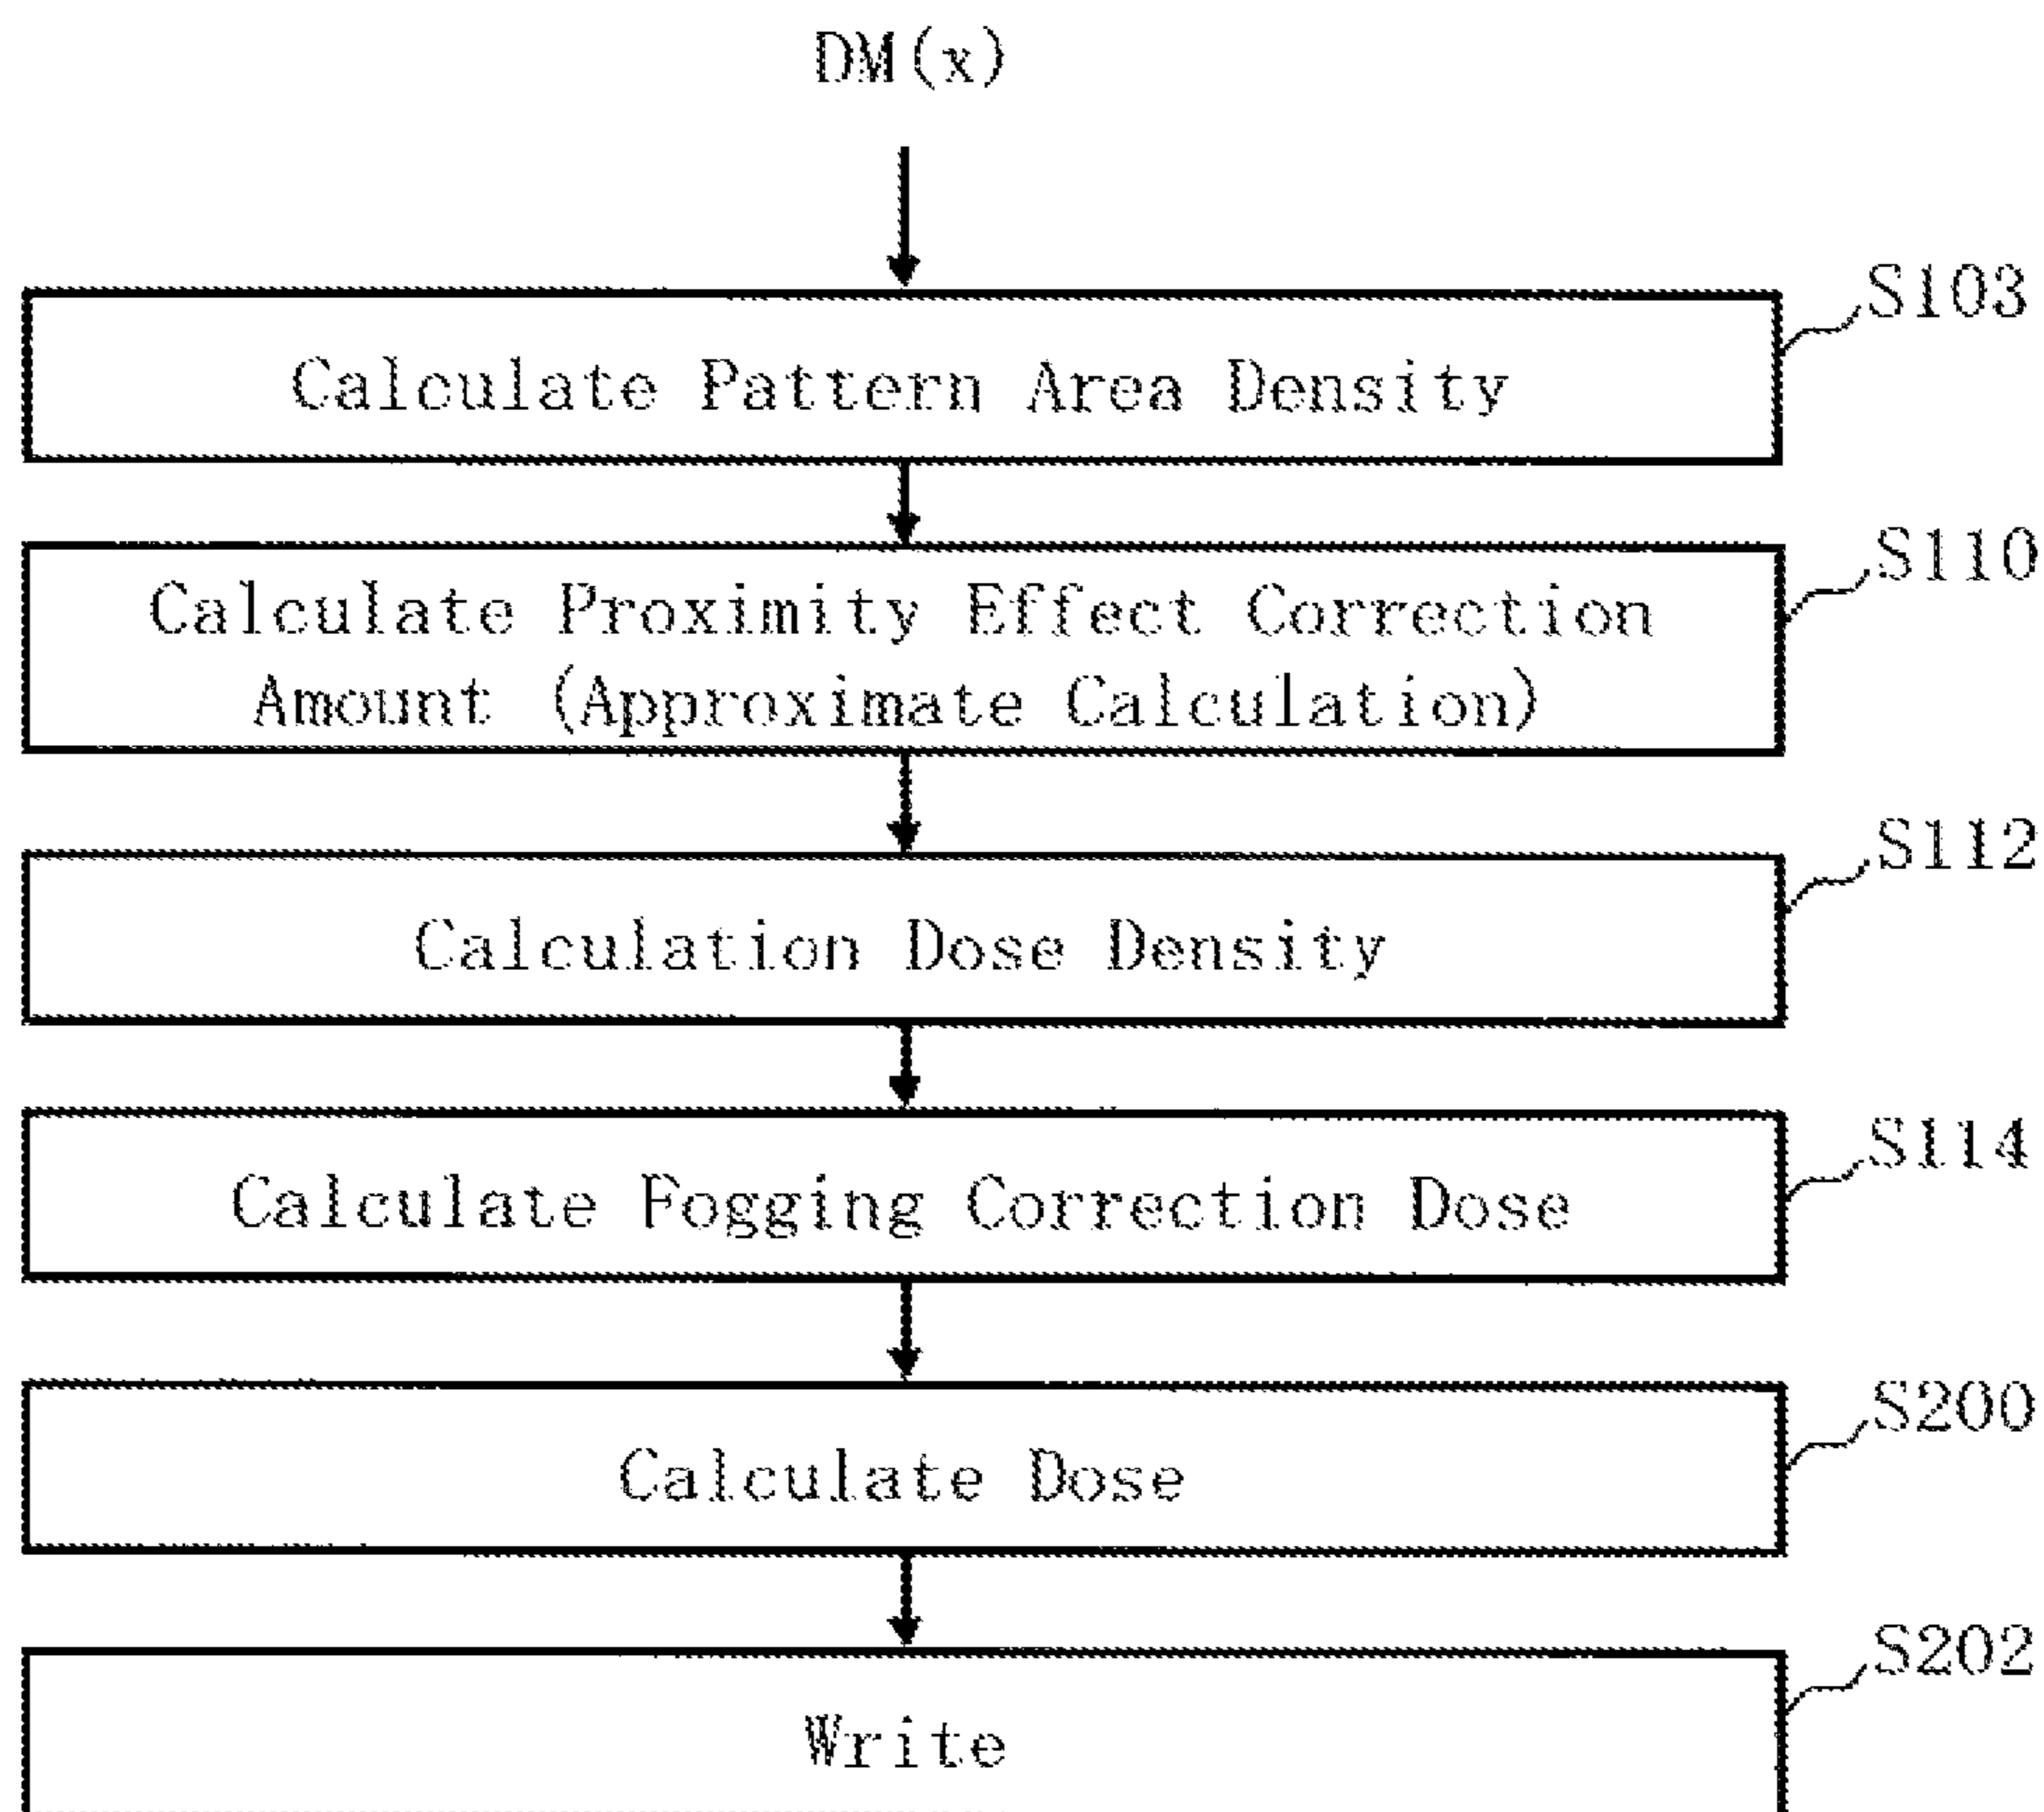 DM(x)
S103
Calculate Pattern Area Density
S110
Calculate Proximity Effect Correction
Amount (Approximate Calculation)
S112
Calculation Dose Density
S114
Calculate Fogging Correction Dose
S200
Calculate Dose
S202
Write